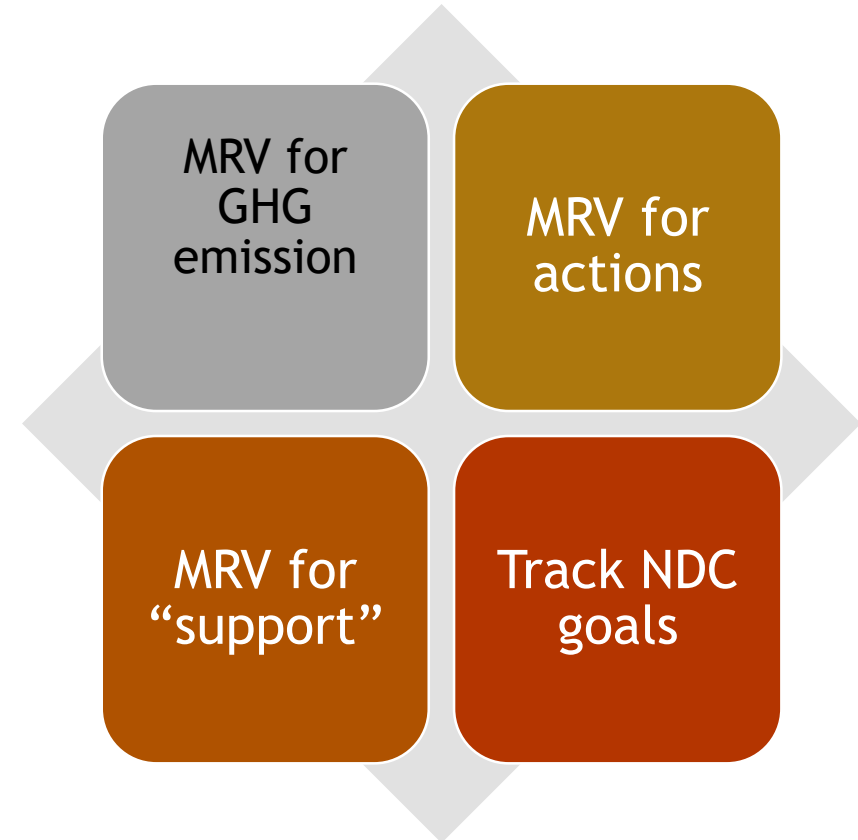 MRV for
GHG
emission
MRV for
actions
MRV for
“support”
Track NDC
goals